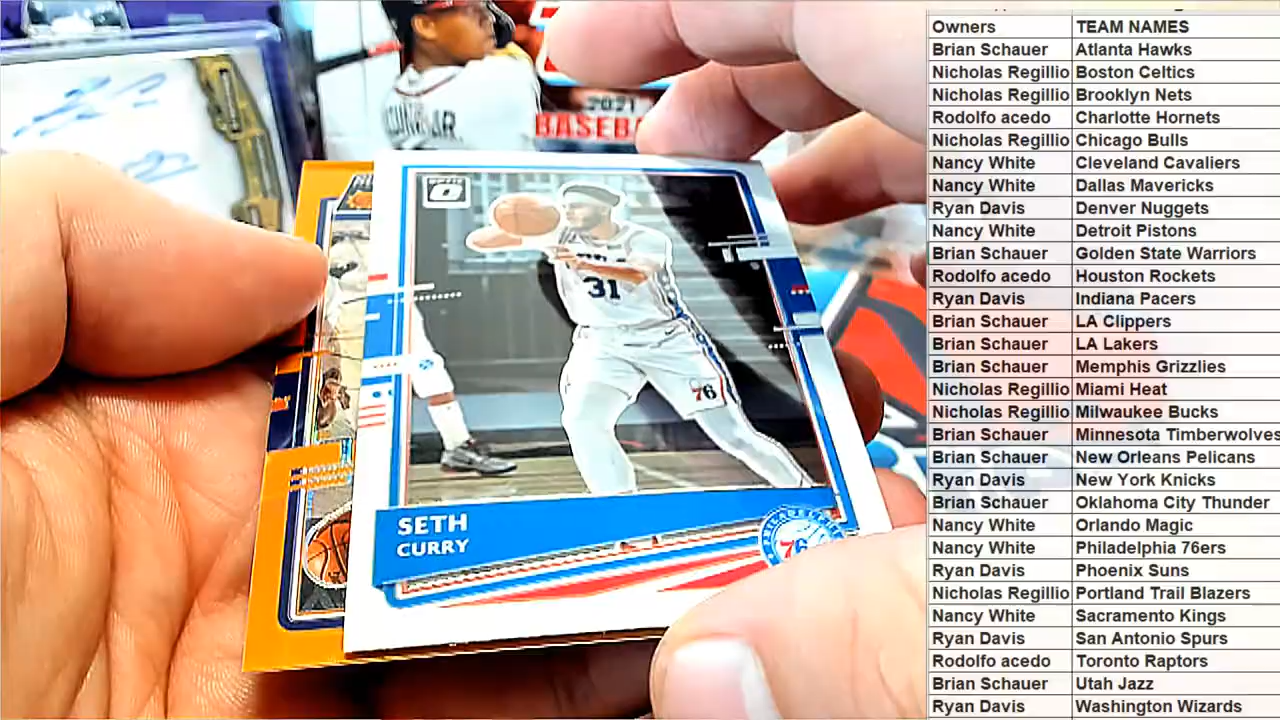 UNA JR.
2021
BASEB
OPTIC
31
76
SETH
CURRY
76
Owners TEAM NAMES
Brian Schauer Atlanta Hawks
Nicholas Regillio Boston Celtics
Nicholas Regillio Brooklyn Nets
Rodolfo acedo Charlotte Hornets
Nicholas Regillio Chicago Bulls
Nancy White Cleveland Cavaliers
Nancy White Dallas Mavericks
Ryan Davis Denver Nuggets
Nancy White Detroit Pistons
Brian Schauer Golden State Warriors
Rodolfo acedo Houston Rockets
Ryan Davis Indiana Pacers
Brian Schauer LA Clippers
Brian Schauer LA Lakers
Brian Schauer Memphis Grizzlies
Nicholas Regillio Miami Heat
Nicholas Regillio Milwaukee Bucks
Brian Schauer Minnesota Timberwolves
Brian Schauer New Orleans Pelicans
Ryan Davis New York Knicks
Brian Schauer Oklahoma City Thunder
Nancy White Orlando Magic
Nancy White Philadelphia 76ers
Ryan Davis Phoenix Suns
Nicholas Regillio Portland Trail Blazers
Nancy White Sacramento Kings
Ryan Davis San Antonio Spurs
Rodolfo acedo Toronto Raptors
Brian Schauer Utah Jazz
Ryan Davis Washington Wizards